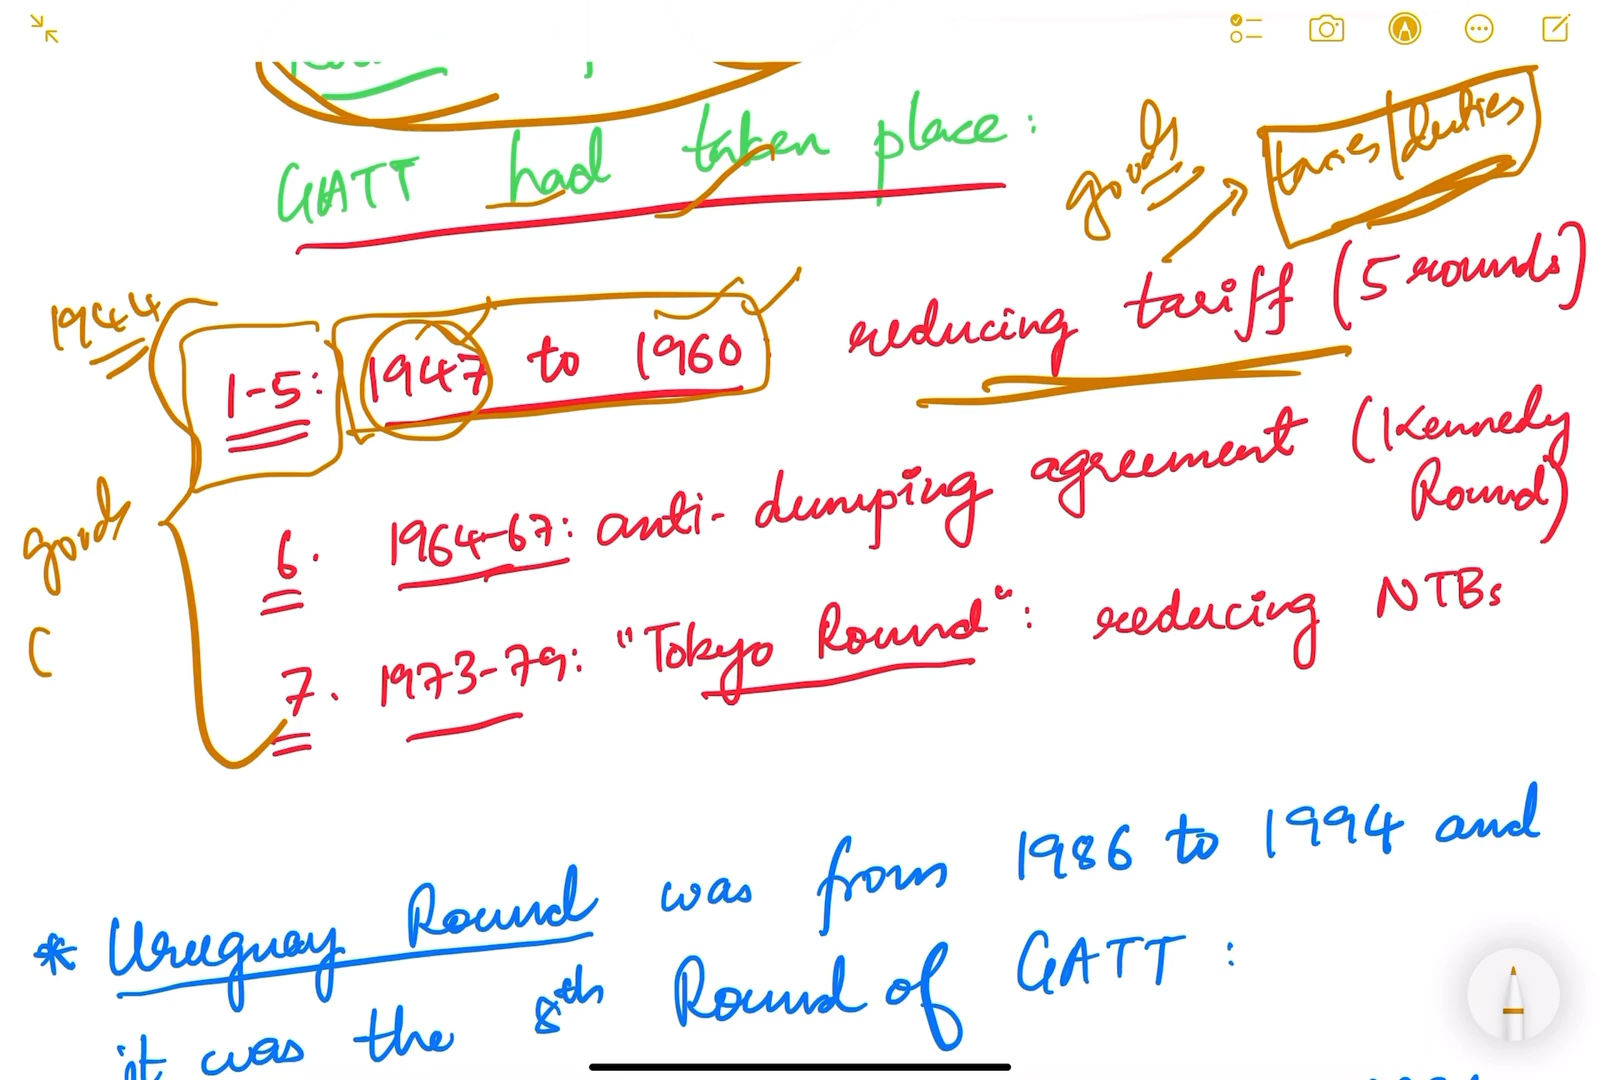 GATT had taken place:
goods
taxes/duties
1944
1-5: 1947 to 1960 reducing tariff (5 rounds)
6. 1964-67: anti-dumping agreement (Kennedy Round)
goods
C
7. 1973-79: "Tokyo Round": reducing NTBs
* Uruguay Round was from 1986 to 1994 and
it was the 8th Round of GATT: